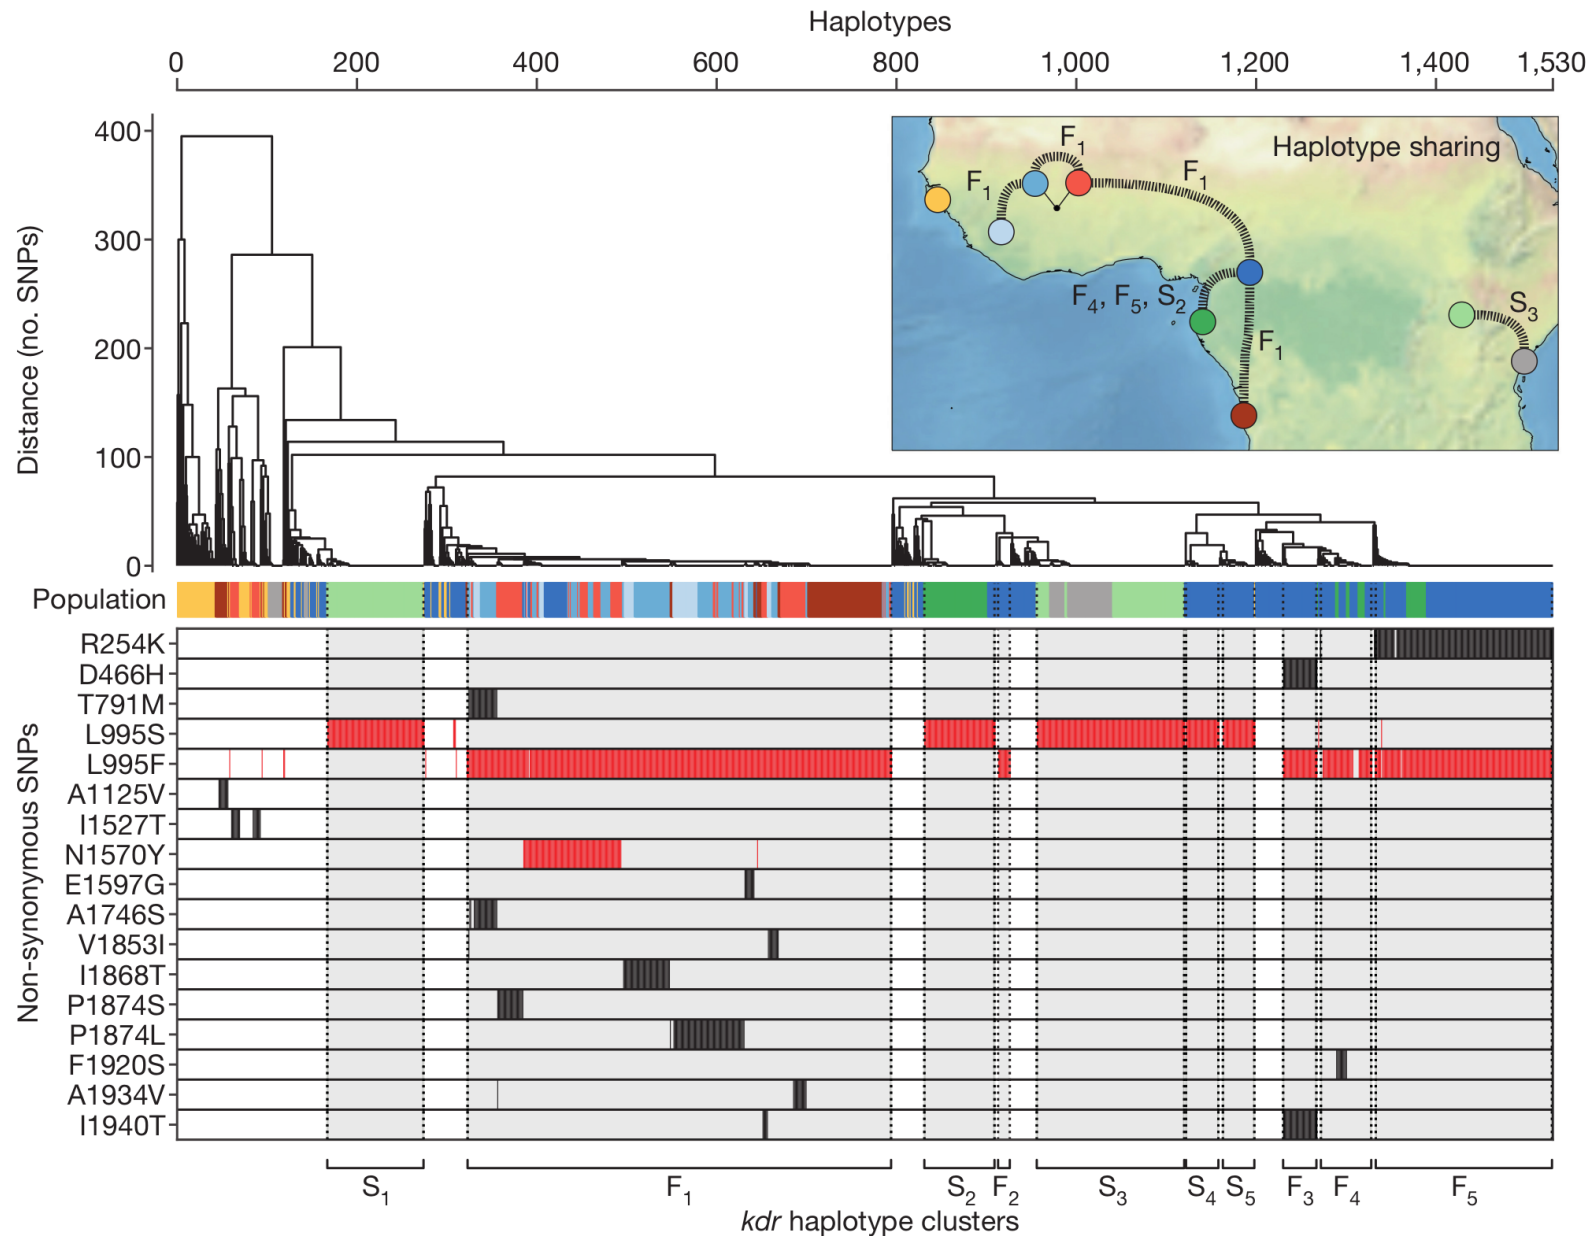 Haplotypes
0 200 400 600 800 1,000 1,200 1,400 1,530
Distance (no. SNPs)
400
300
200
100
0
Haplotype sharing
F1
F1
F1
F4, F5, S2
F1
S3
Population
Non-synonymous SNPs
R254K
D466H
T791M
L995S
L995F
A1125V
I1527T
N1570Y
E1597G
A1746S
V1853I
I1868T
P1874S
P1874L
F1920S
A1934V
I1940T
S1 F1 S2 F2 S3 S4 S5 F3 F4 F5
kdr haplotype clusters